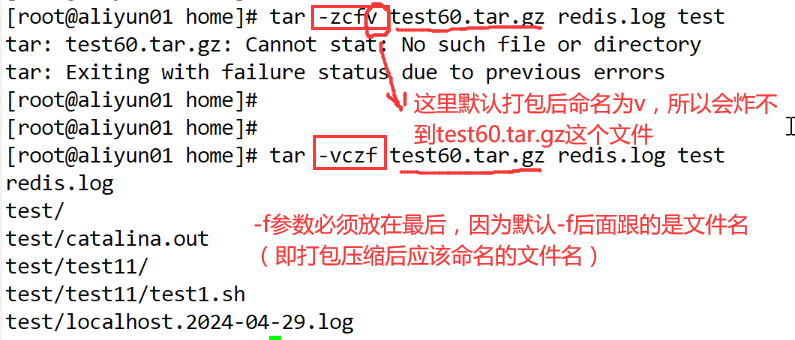 [root@aliyun01 home]# tar -zcfv test60.tar.gz redis.log test
tar: test60.tar.gz: Cannot stat: No such file or directory
tar: Exiting with failure status due to previous errors
[root@aliyun01 home]#
这里默认打包后命名为v，所以会炸不
[root@aliyun01 home]#
到test60.tar.gz这个文件
[root@aliyun01 home]# tar -vczf test60.tar.gz redis.log test
redis.log
test/
test/catalina.out
-f参数必须放在最后，因为默认-f后面跟的是文件名
test/test11/
（即打包压缩后应该命名的文件名）
test/test11/test1.sh
test/localhost.2024-04-29.log